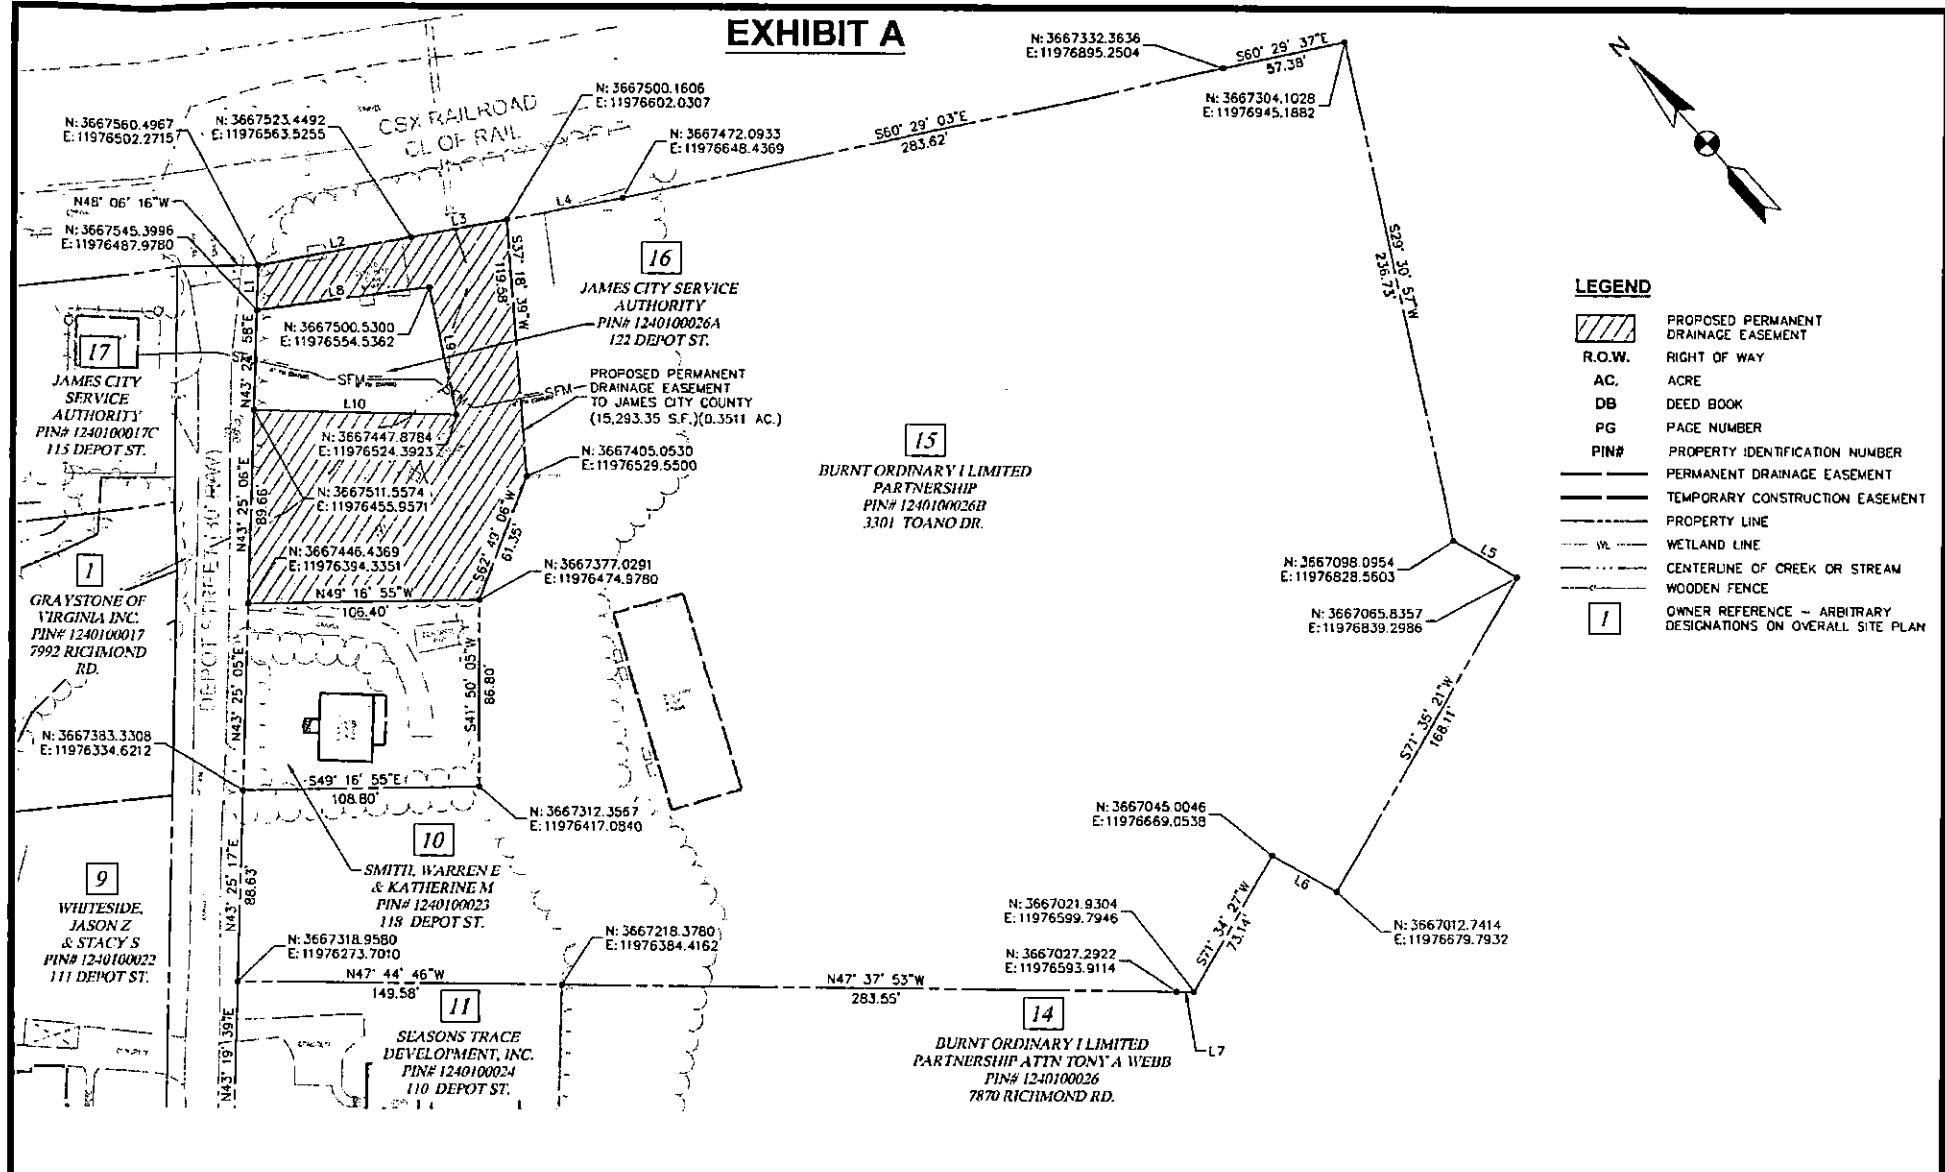 EXHIBIT A
N: 3667332.3636
E: 11976895.2504
S60° 29' 37"E
57.38'
N: 3667304.1028
E: 11976945.1882
N: 3667500.1606
E: 11976602.0307
N: 3667560.4967
E: 11976502.2715
N: 3667523.4492
E: 11976563.5255
CSX RAILROAD
CL OF RAIL
N: 3667472.0933
E: 11976648.4369
S60° 29' 03"E
283.62'
N
N48° 06' 16"W
N: 3667545.3996
E: 11976487.9780
L1
L2
L3
L4
L8
L9
L10
S37° 18' 39"W
119.68'
16
JAMES CITY SERVICE
AUTHORITY
PIN# 1240100026A
122 DEPOT ST.
N: 3667500.5300
E: 11976554.5362
SFM
SFM
PROPOSED PERMANENT
DRAINAGE EASEMENT
TO JAMES CITY COUNTY
(15,293.35 S.F.)(0.3511 AC.)
S29° 30' 57"W
236.73'
17
JAMES CITY
SERVICE
AUTHORITY
PIN# 1240100017C
115 DEPOT ST.
N: 3667447.8784
E: 11976524.3923
N: 3667405.0530
E: 11976529.5500
N: 3667511.5574
E: 11976455.9571
N43° 25' 06"E
89.66'
N: 3667446.4369
E: 11976394.3351
S62° 49' 06"W
61.35'
N: 3667377.0291
E: 11976474.9780
N49° 16' 55"W
106.40'
15
BURNT ORDINARY I LIMITED
PARTNERSHIP
PIN# 1240100026B
3301 TOANO DR.
LEGEND
PROPOSED PERMANENT
DRAINAGE EASEMENT
R.O.W. RIGHT OF WAY
AC. ACRE
DB DEED BOOK
PG PAGE NUMBER
PIN# PROPERTY IDENTIFICATION NUMBER
PERMANENT DRAINAGE EASEMENT
TEMPORARY CONSTRUCTION EASEMENT
PROPERTY LINE
WL WETLAND LINE
CENTERLINE OF CREEK OR STREAM
WOODEN FENCE
1 OWNER REFERENCE - ARBITRARY
DESIGNATIONS ON OVERALL SITE PLAN
1
GRAYSTONE OF
VIRGINIA INC.
PIN# 1240100017
7992 RICHMOND
RD.
DEPOT STREET (30' ROW)
N43° 25' 05"E
S41° 50' 05"W
86.80'
N: 3667383.3308
E: 11976334.6212
S49° 16' 55"E
108.80'
N: 3667312.3567
E: 11976417.0840
N: 3667098.0954
E: 11976828.5603
L5
N: 3667065.8357
E: 11976839.2986
S71° 35' 21"W
168.11'
N: 3667045.0046
E: 11976669.0538
L6
N: 3667012.7414
E: 11976679.7932
10
SMITH, WARREN E
& KATHERINE M
PIN# 1240100023
118 DEPOT ST.
9
WHITESIDE,
JASON Z
& STACY S
PIN# 1240100022
111 DEPOT ST.
N43° 25' 17"E
88.63'
N: 3667318.9580
E: 11976273.7010
N47° 44' 46"W
149.58'
N: 3667218.3780
E: 11976384.4162
N: 3667021.9304
E: 11976599.7946
N: 3667027.2922
E: 11976593.9114
S71° 34' 27"W
73.14'
N47° 37' 53"W
283.55'
L7
11
SEASONS TRACE
DEVELOPMENT, INC.
PIN# 1240100024
110 DEPOT ST.
14
BURNT ORDINARY I LIMITED
PARTNERSHIP ATTN TONY A WEBB
PIN# 1240100026
7870 RICHMOND RD.
N43° 19' 39"E